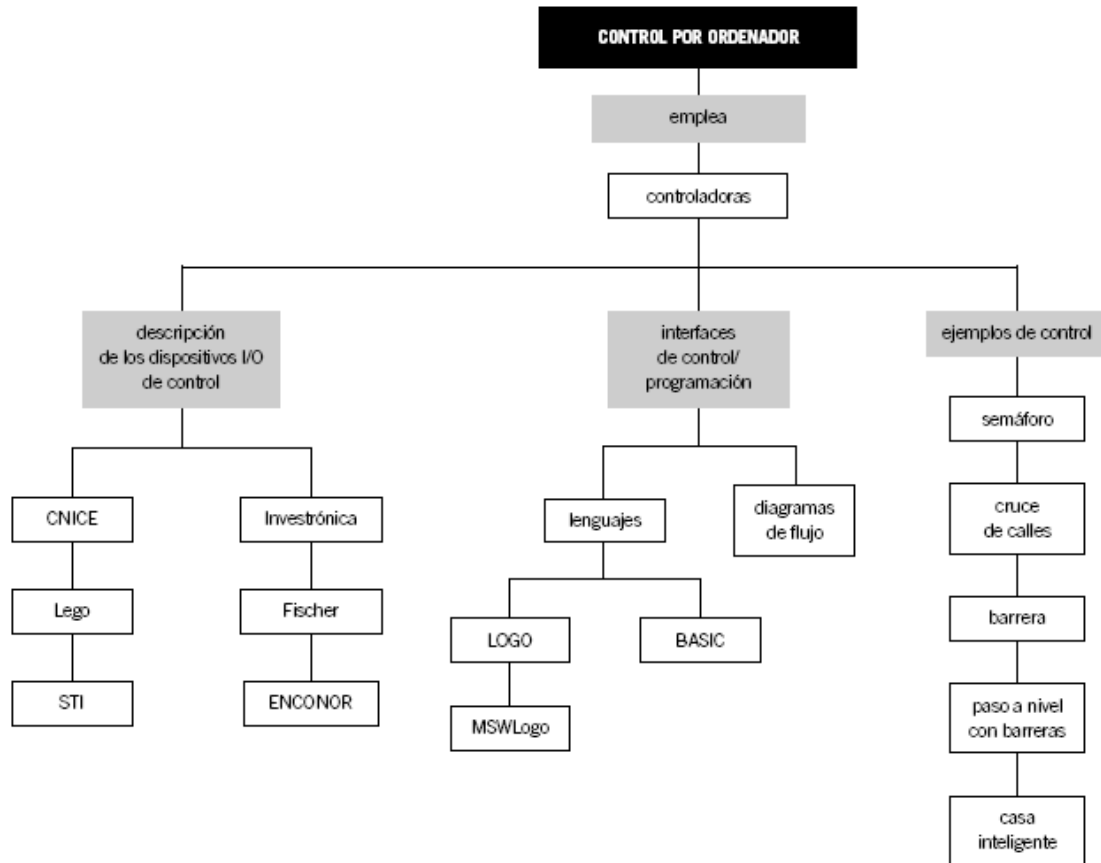 CONTROL POR ORDENADOR
emplea
controladoras
descripción
de los dispositivos I/O
de control
interfaces
de control/
programación
ejemplos de control
CNICE
Investrónica
Lego
Fischer
STI
ENCONOR
lenguajes
diagramas
de flujo
LOGO
BASIC
MSWLogo
semáforo
cruce
de calles
barrera
paso a nivel
con barreras
casa
inteligente